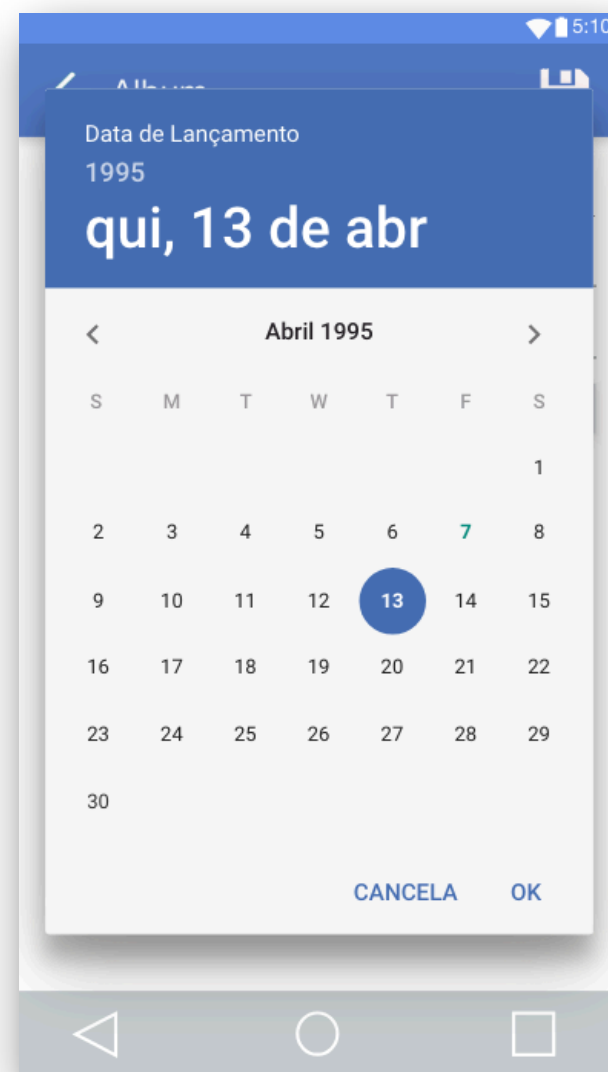 5:10
Album
Data de Lançamento
1995
qui, 13 de abr
Abril 1995
S M T W T F S
1
2 3 4 5 6 7 8
9 10 11 12 13 14 15
16 17 18 19 20 21 22
23 24 25 26 27 28 29
30
CANCELA OK